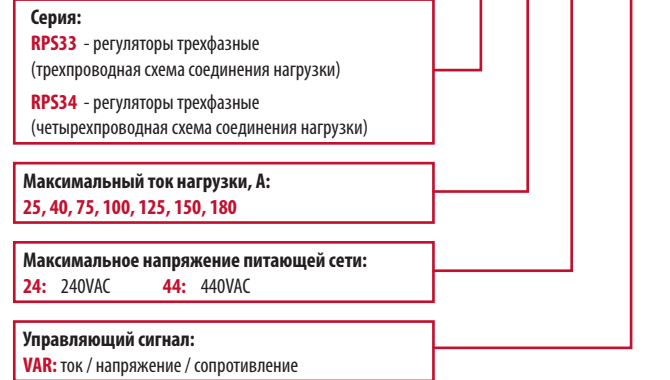 Серия:
RPS33 - регуляторы трехфазные
(трехпроводная схема соединения нагрузки)
RPS34 - регуляторы трехфазные
(четырехпроводная схема соединения нагрузки)
Максимальный ток нагрузки, А:
25, 40, 75, 100, 125, 150, 180
Максимальное напряжение питающей сети:
24: 240VAC 44: 440VAC
Управляющий сигнал:
VAR: ток / напряжение / сопротивление